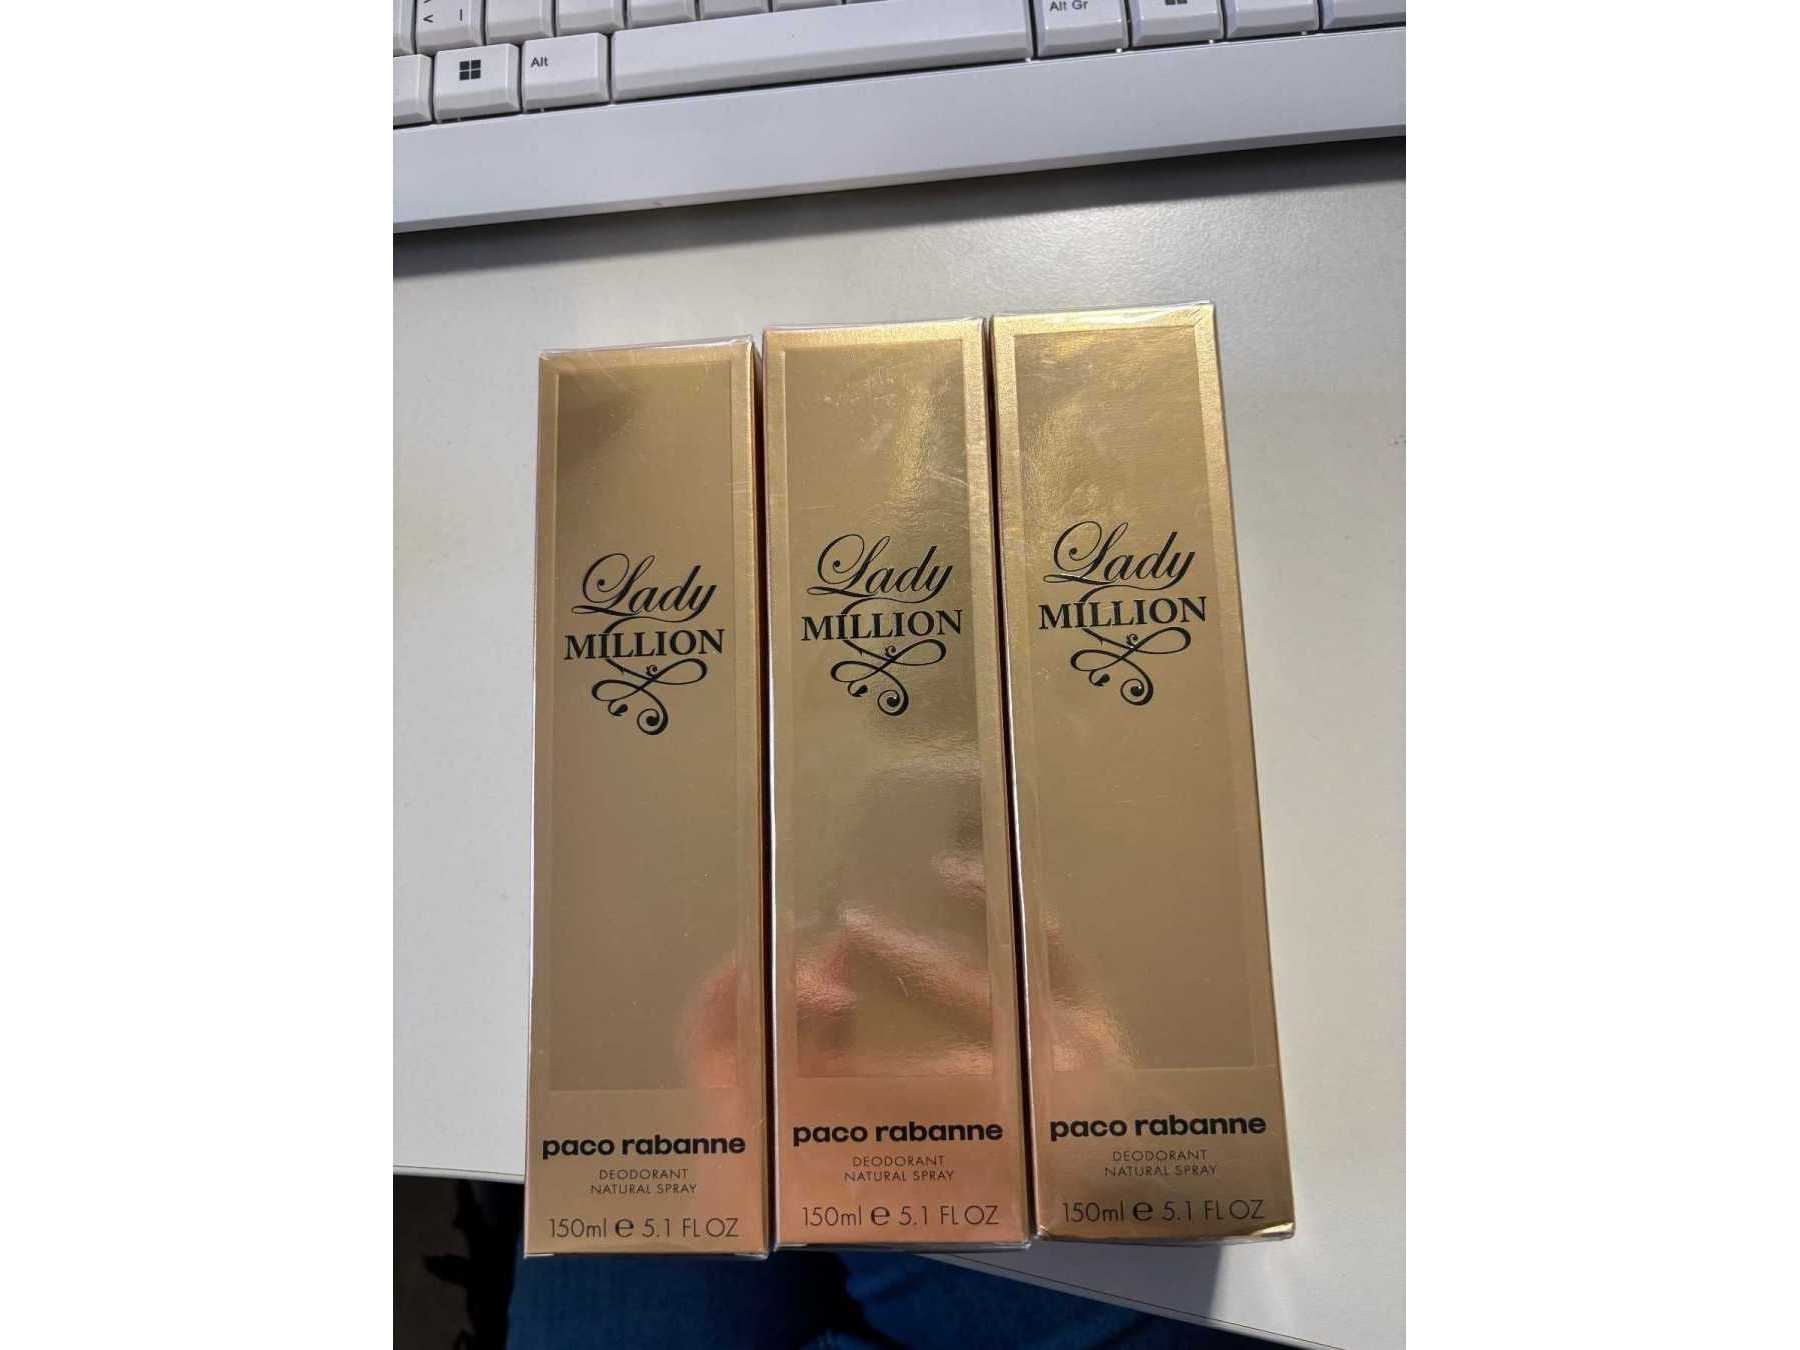 < |
Alt
Alt Gr
Lady
MILLION
paco rabanne
DEODORANT
NATURAL SPRAY
150ml e 5.1 FL OZ
Lady
MILLION
paco rabanne
DEODORANT
NATURAL SPRAY
150ml e 5.1 FL OZ
Lady
MILLION
paco rabanne
DEODORANT
NATURAL SPRAY
150ml e 5.1 FL OZ